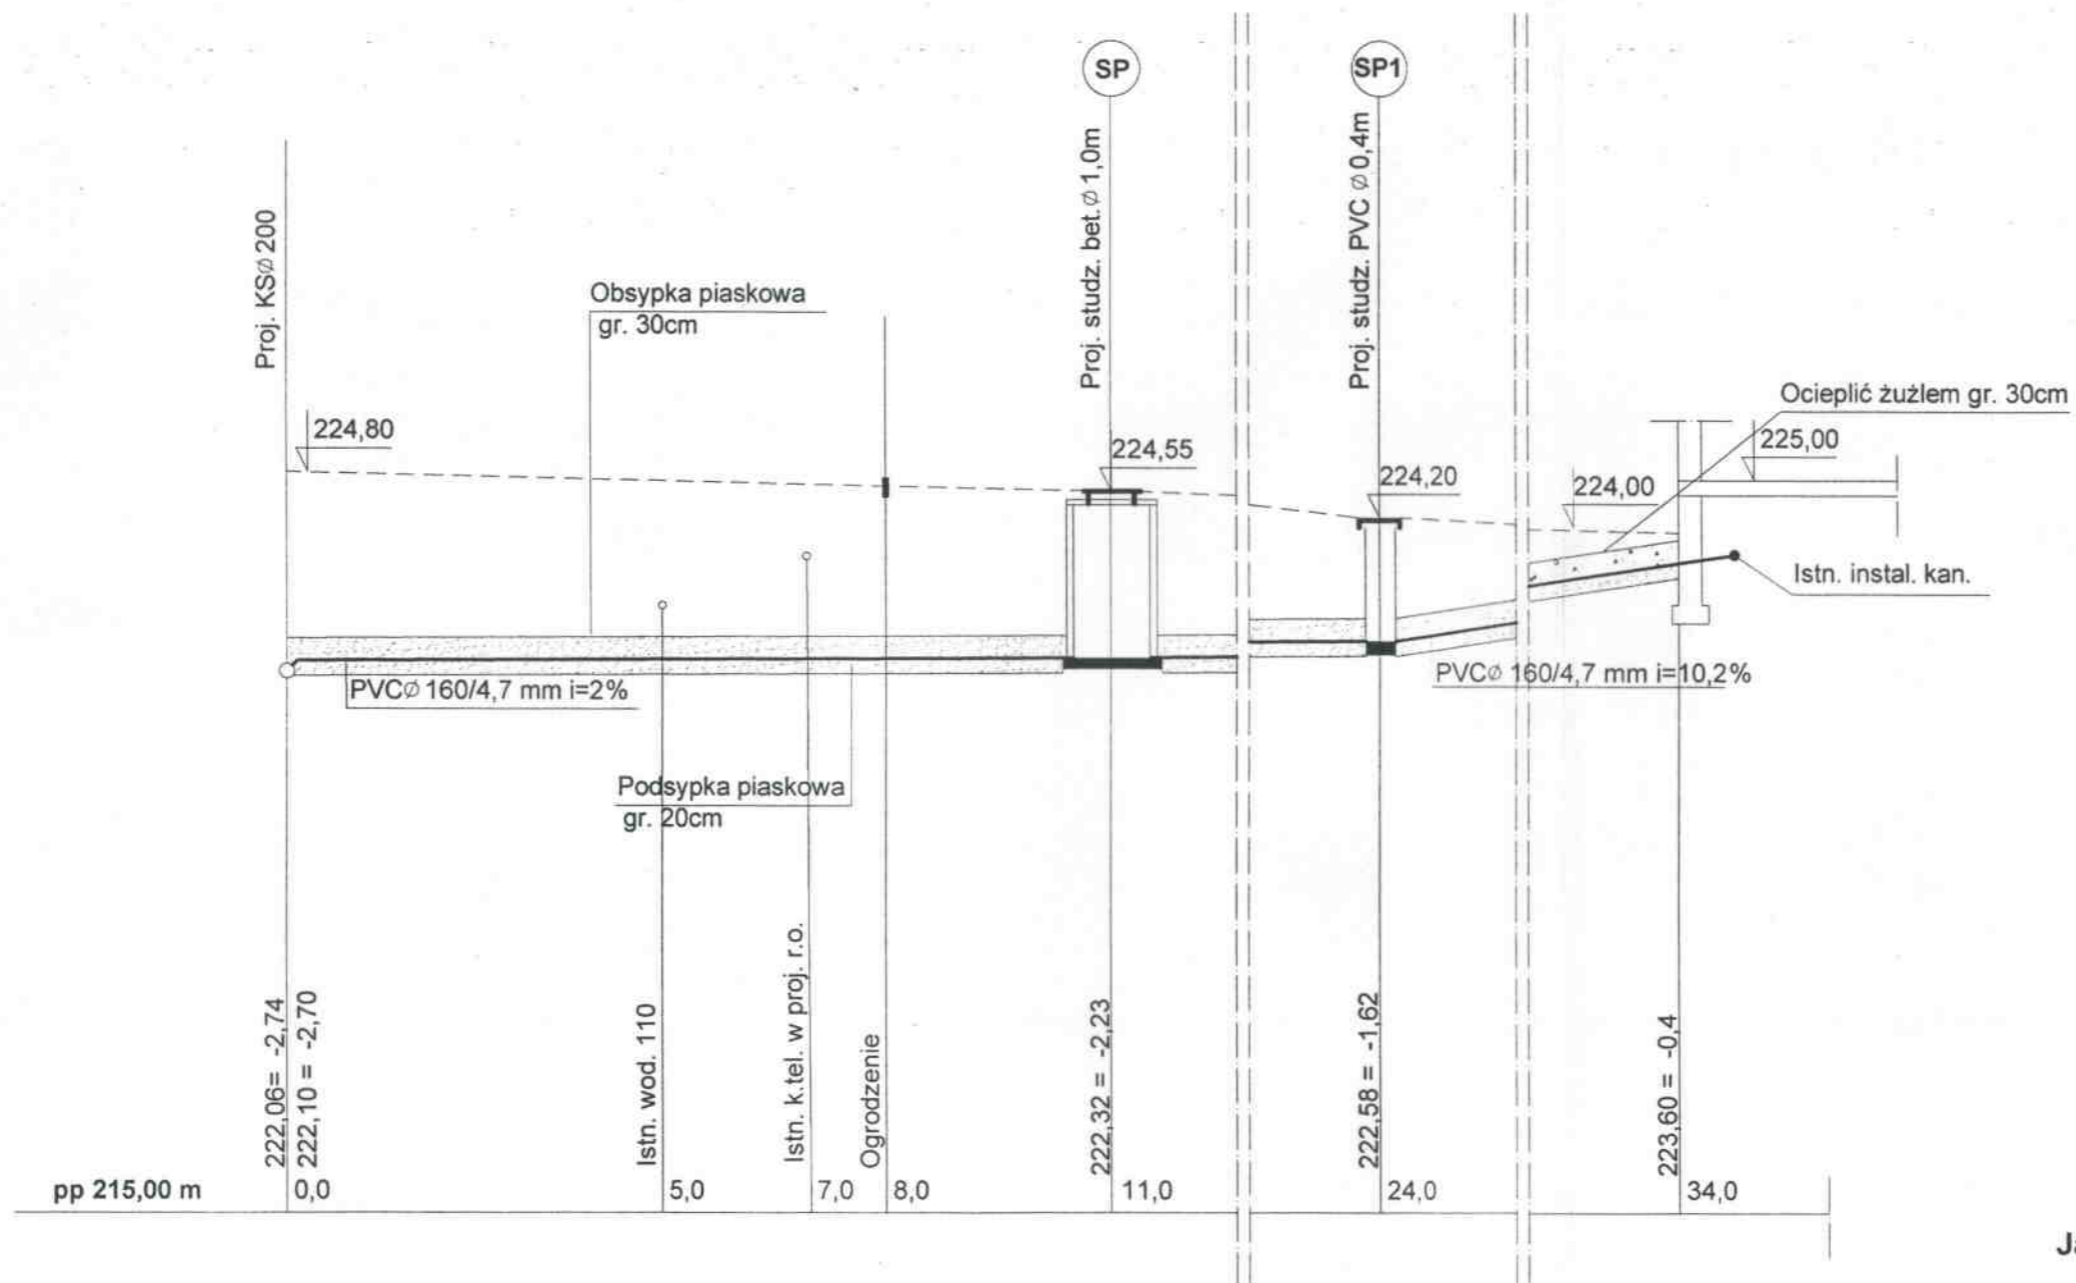 SP
SP1
Proj. KSØ 200
Proj. studz. bet. Ø 1,0m
Proj. studz. PVC Ø 0,4m
Obsypka piaskowa
gr. 30cm
Ocieplić żużlem gr. 30cm
224,80
224,55
224,20
224,00
225,00
Istn. instal. kan.
PVCØ 160/4,7 mm i=2%
PVCØ 160/4,7 mm i=10,2%
Podsypka piaskowa
gr. 20cm
222,06= -2,74
222,10 = -2,70
Istn. wod. 110
Istn. k.tel. w proj. r.o.
Ogrodzenie
222,32 = -2,23
222,58 = -1,62
223,60 = -0,4
pp 215,00 m
0,0
5,0
7,0
8,0
11,0
24,0
34,0